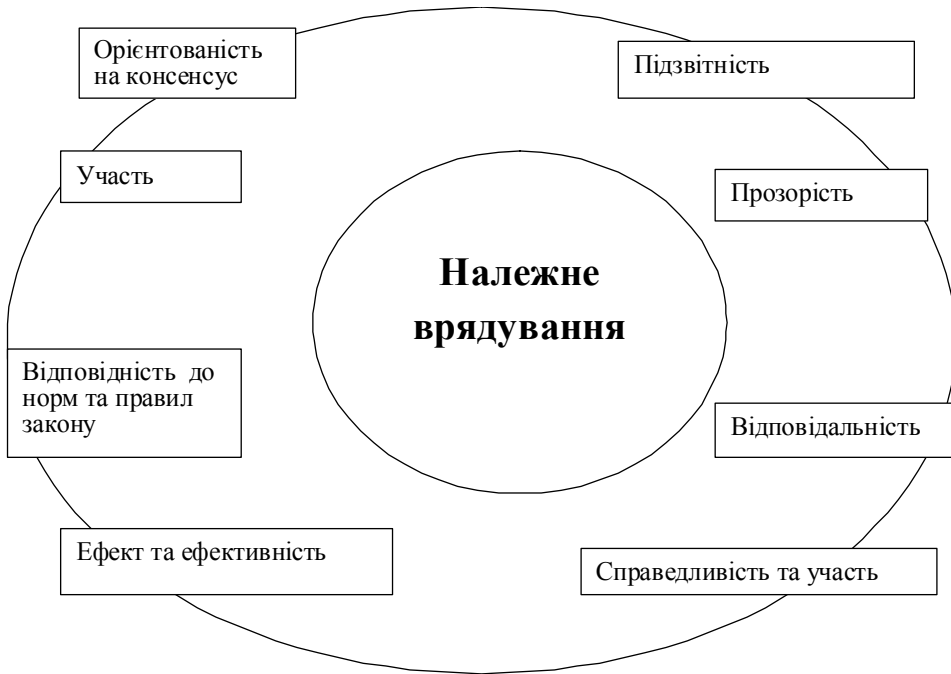 Орієнтованість
на консенсус
Підзвітність
Участь
Прозорість
Належне
врядування
Відповідність до
норм та правил
закону
Відповідальність
Ефект та ефективність
Справедливість та участь